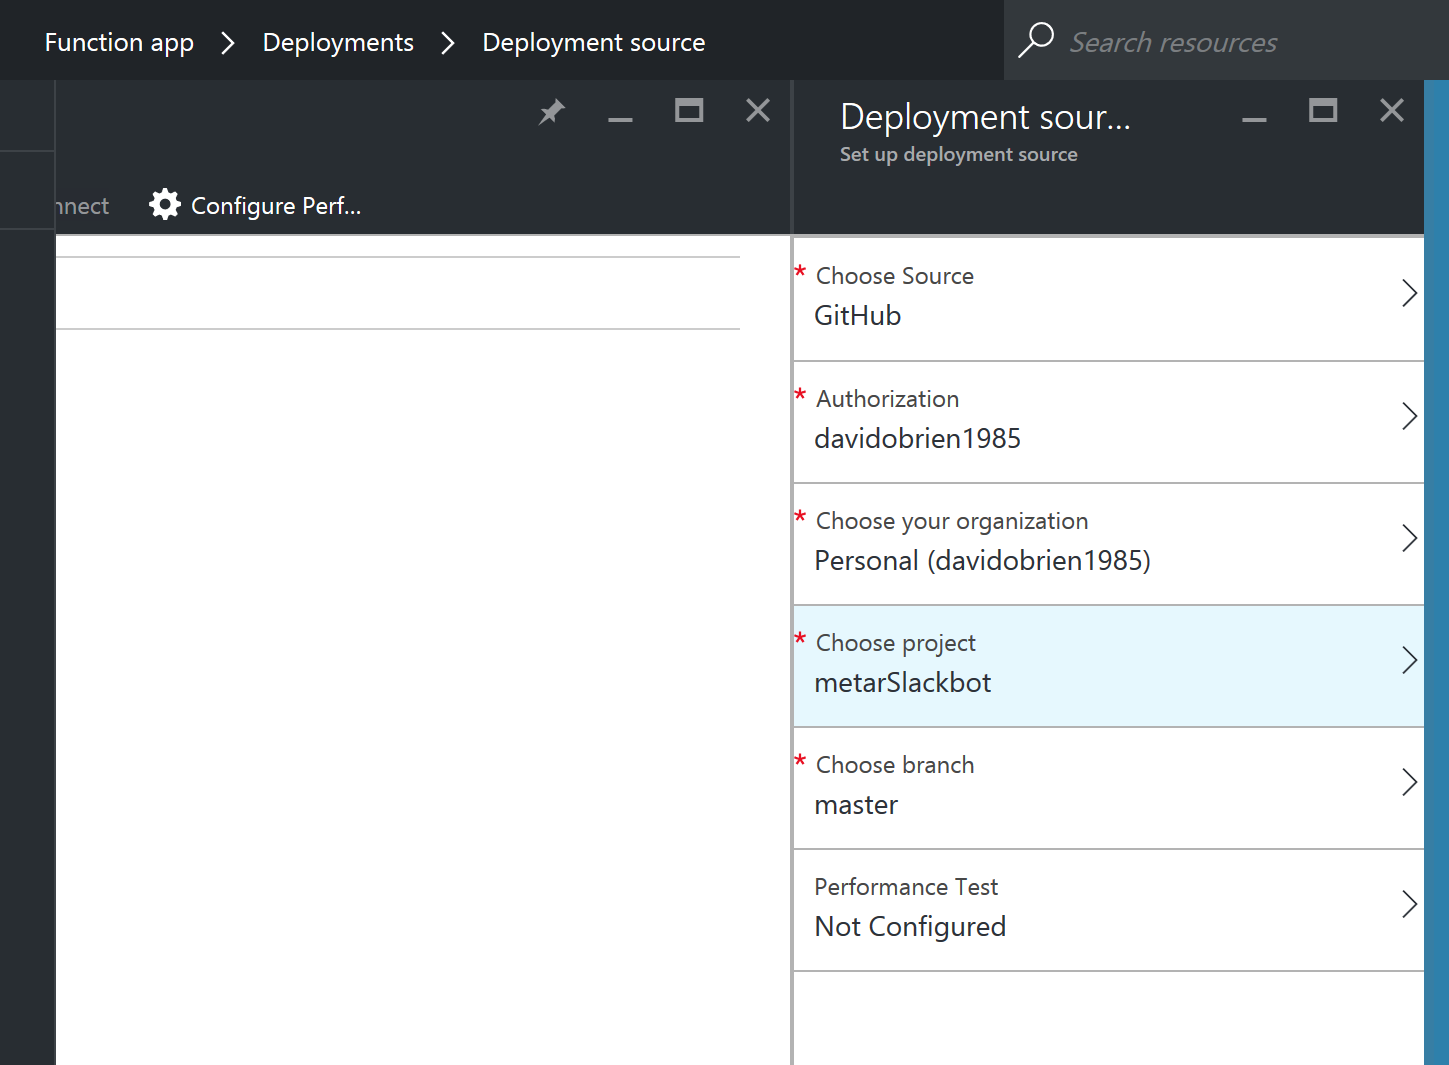 Function app > Deployments > Deployment source
Search resources
Deployment sour...
Set up deployment source
nnect
Configure Perf...
* Choose Source
GitHub
* Authorization
davidobrien1985
* Choose your organization
Personal (davidobrien1985)
* Choose project
metarSlackbot
* Choose branch
master
Performance Test
Not Configured